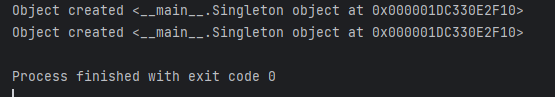 Object created <__main__.Singleton object at 0x000001DC330E2F10>
Object created <__main__.Singleton object at 0x000001DC330E2F10>
Process finished with exit code 0